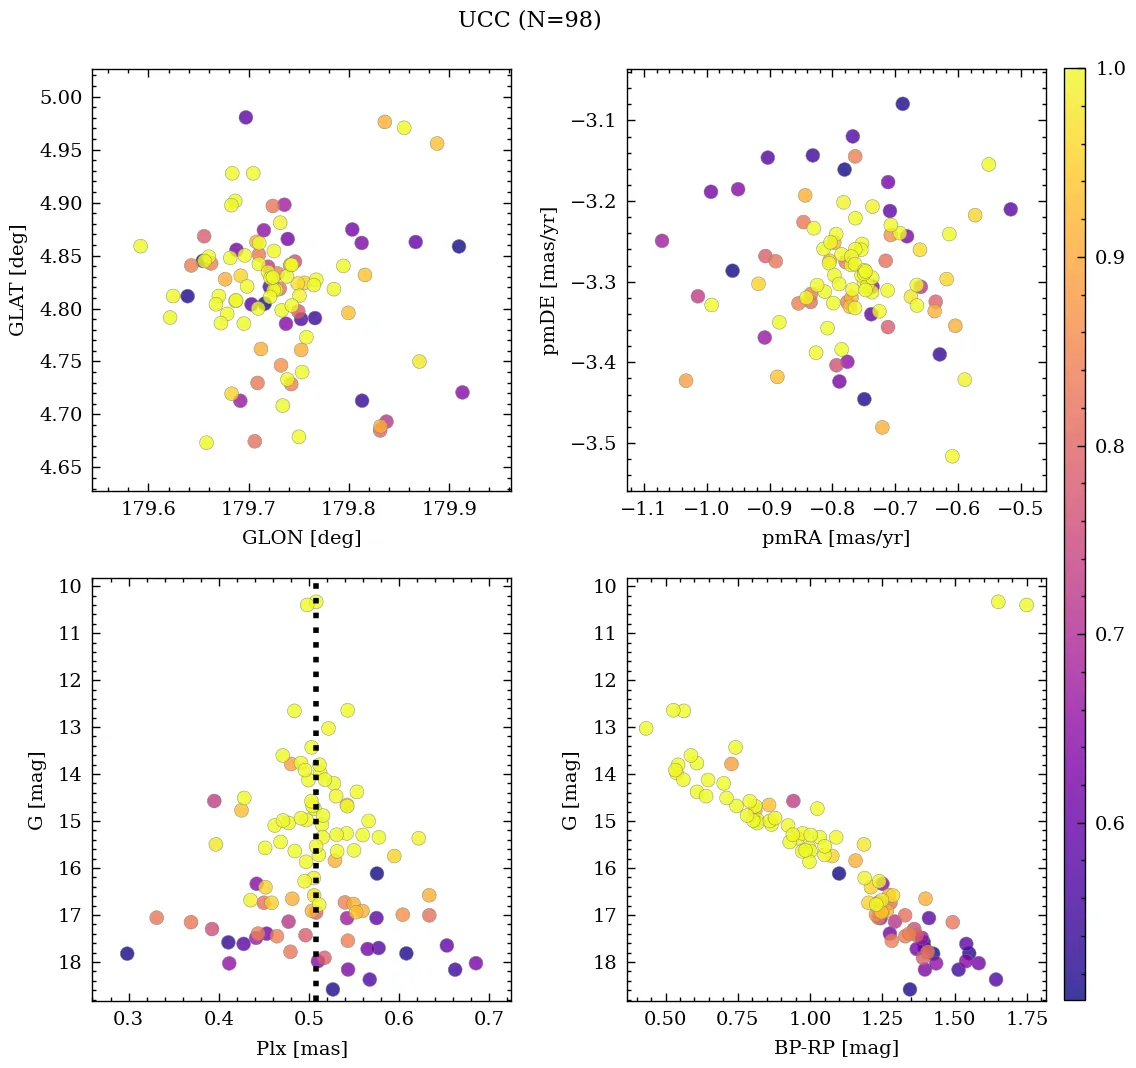 UCC (N=98)
5.00
4.95
4.90
4.85
4.80
4.75
4.70
4.65
GLAT [deg]
179.6 179.7 179.8 179.9
GLON [deg]
−3.1
−3.2
−3.3
−3.4
−3.5
pmDE [mas/yr]
−1.1 −1.0 −0.9 −0.8 −0.7 −0.6 −0.5
pmRA [mas/yr]
1.0
0.9
0.8
0.7
0.6
10
11
12
13
14
15
16
17
18
G [mag]
0.3 0.4 0.5 0.6 0.7
Plx [mas]
10
11
12
13
14
15
16
17
18
G [mag]
0.50 0.75 1.00 1.25 1.50 1.75
BP-RP [mag]